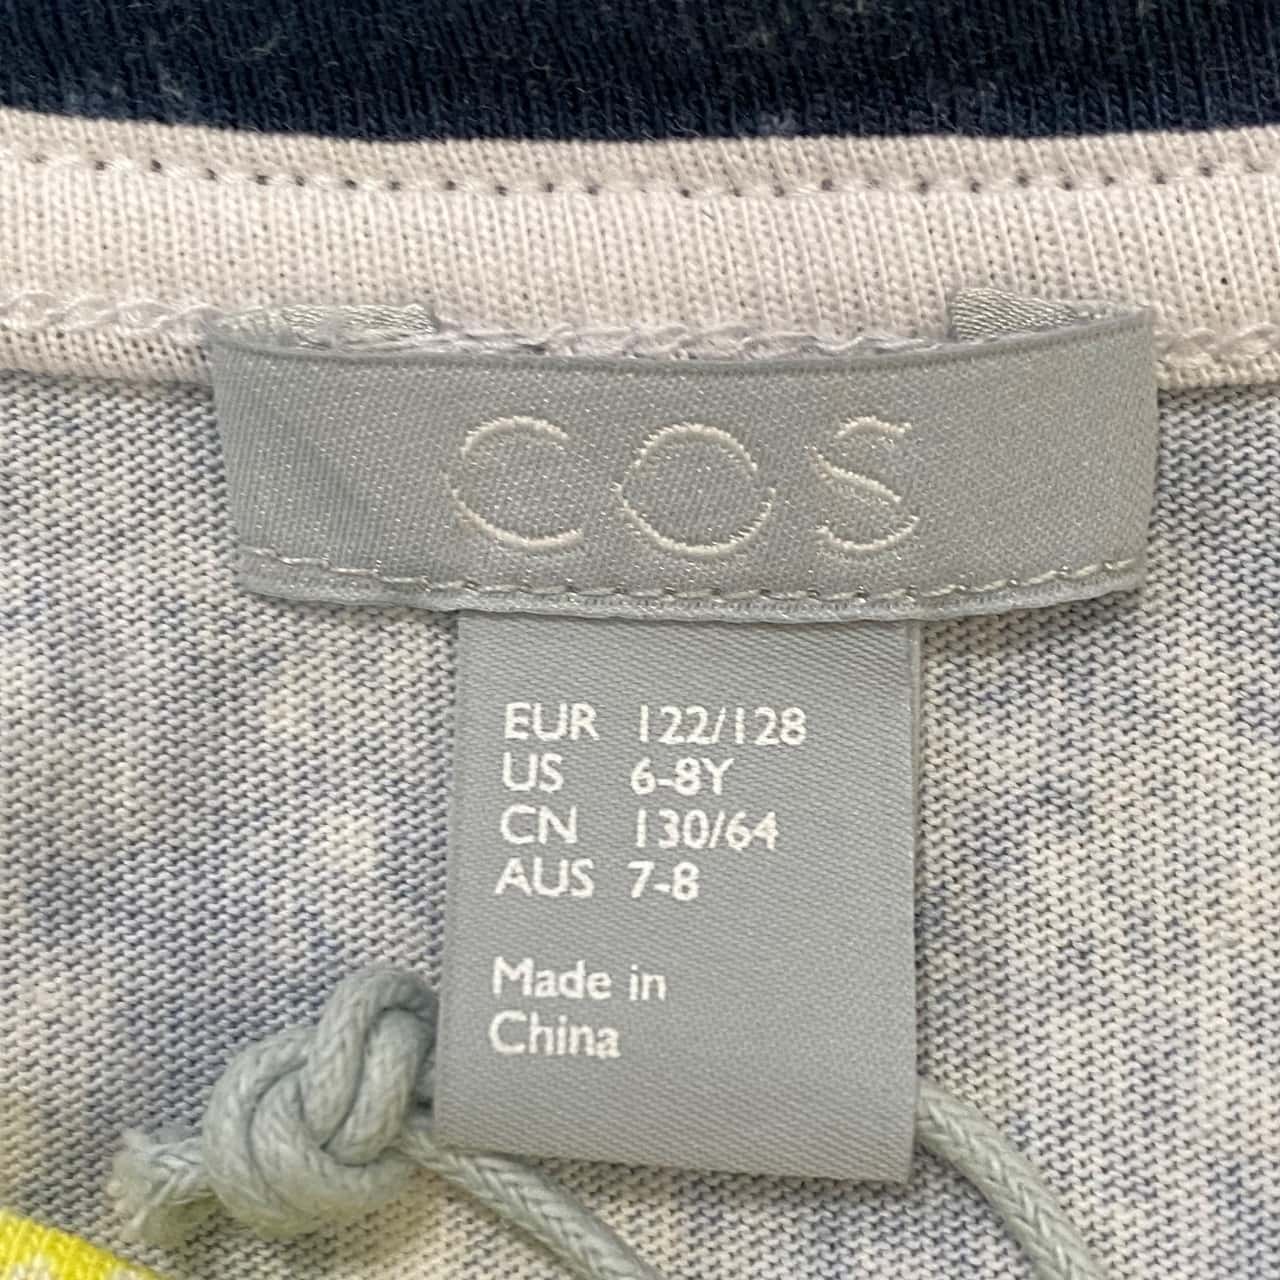 COS
EUR 122/128
US 6-8Y
CN 130/64
AUS 7-8
Made in
China